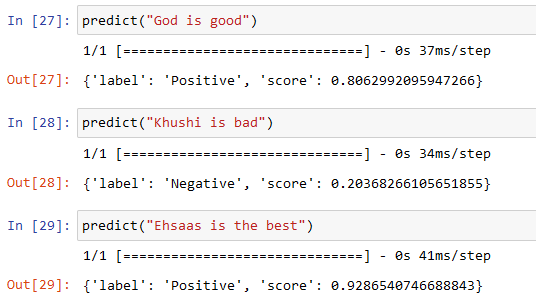 In [27]: predict("God is good")
1/1 [==============================] - 0s 37ms/step
Out[27]: {'label': 'Positive', 'score': 0.8062992095947266}
In [28]: predict("Khushi is bad")
1/1 [==============================] - 0s 34ms/step
Out[28]: {'label': 'Negative', 'score': 0.20368266105651855}
In [29]: predict("Ehsaas is the best")
1/1 [==============================] - 0s 41ms/step
Out[29]: {'label': 'Positive', 'score': 0.9286540746688843}